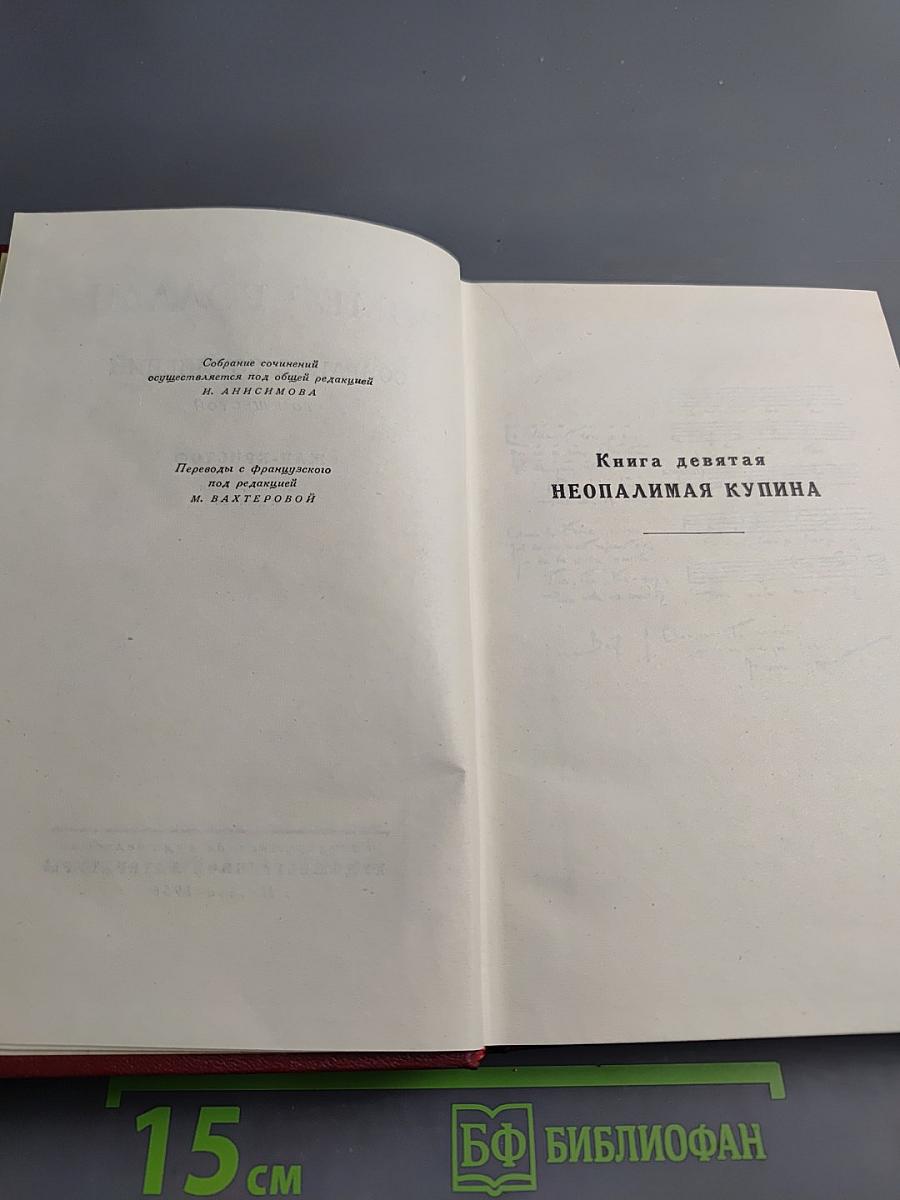 Собрание сочинений
осуществляется под общей редакцией
И. АНИСИМОВА
Переводы с французского
под редакцией
М. ВАХТЕРОВОЙ
Книга девятая
НЕОПАЛИМАЯ КУПИНА
15 см
БФ БИБЛИОФАН